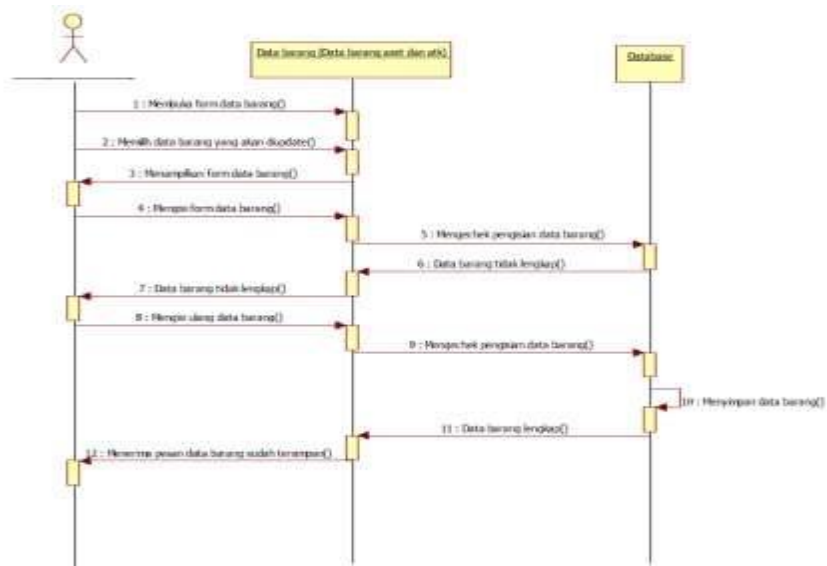 Data barang (Data barang aset dan atk)
Database
1 : Membuka form data barang()
2 : Memilih data barang yang akan diupdate()
3 : Menampilkan form data barang()
4 : Mengisi form data barang()
5 : Mengechek pengisian data barang()
6 : Data barang tidak lengkap()
7 : Data barang tidak lengkap()
8 : Mengisi ulang data barang()
9 : Mengechek pengisian data barang()
10 : Menyimpan data barang()
11 : Data barang lengkap()
12 : Menerima pesan data barang sudah tersimpan()